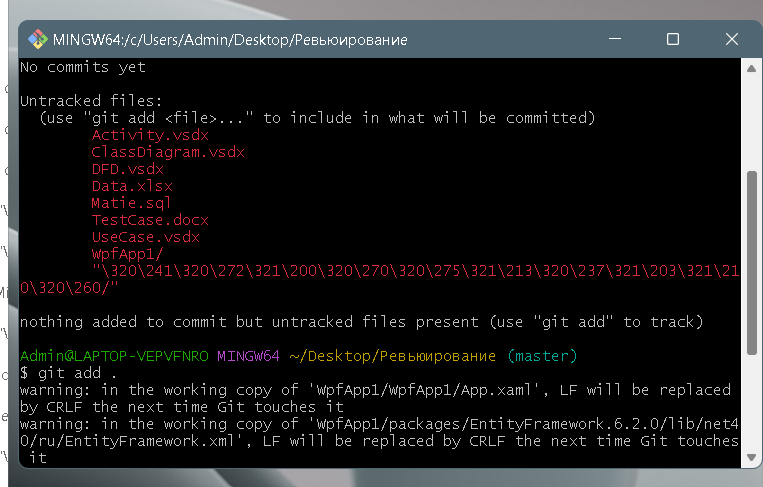 MINGW64:/c/Users/Admin/Desktop/Ревьюирование
No commits yet
Untracked files:
(use "git add <file>..." to include in what will be committed)
Activity.vsdx
ClassDiagram.vsdx
DFD.vsdx
Data.xlsx
Matie.sql
TestCase.docx
UseCase.vsdx
WpfApp1/
"\320\241\320\272\321\200\320\270\320\275\321\213\320\237\321\203\321\21
0\320\260/"
nothing added to commit but untracked files present (use "git add" to track)
Admin@LAPTOP-VEPVFNRO MINGW64 ~/Desktop/Ревьюирование (master)
$ git add .
warning: in the working copy of 'WpfApp1/WpfApp1/App.xaml', LF will be replaced
by CRLF the next time Git touches it
warning: in the working copy of 'WpfApp1/packages/EntityFramework.6.2.0/lib/net4
0/ru/EntityFramework.xml', LF will be replaced by CRLF the next time Git touches
it